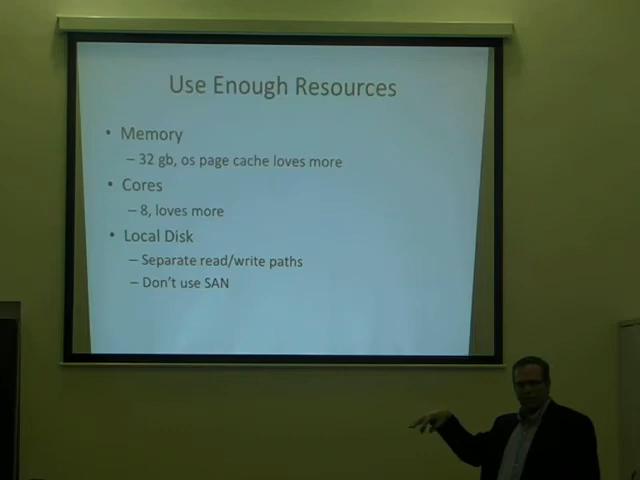 Use Enough Resources
• Memory
– 32 gb, os page cache loves more
• Cores
– 8, loves more
• Local Disk
– Separate read/write paths
– Don't use SAN